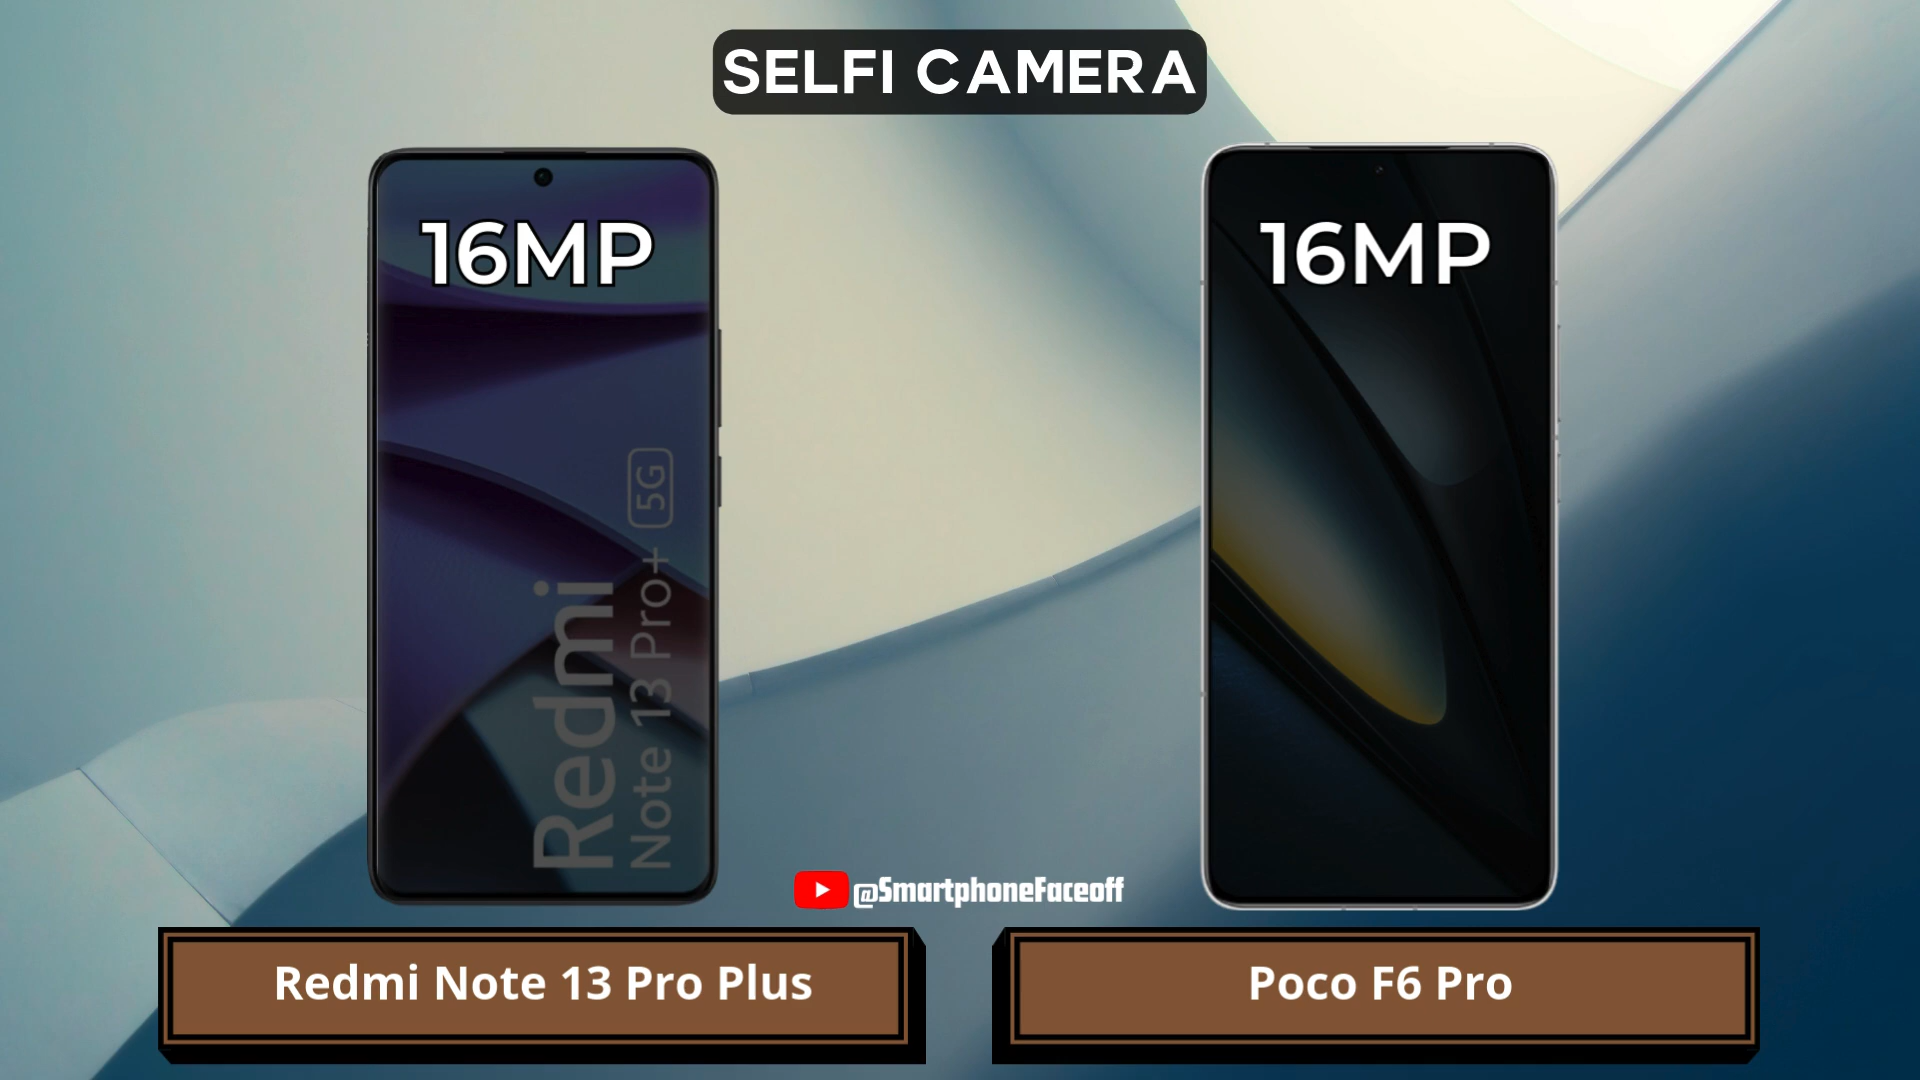 SELFI CAMERA
16MP
16MP
Redmi
Note 13 Pro+ 5G
@SmartphoneFaceoff
Redmi Note 13 Pro Plus
Poco F6 Pro